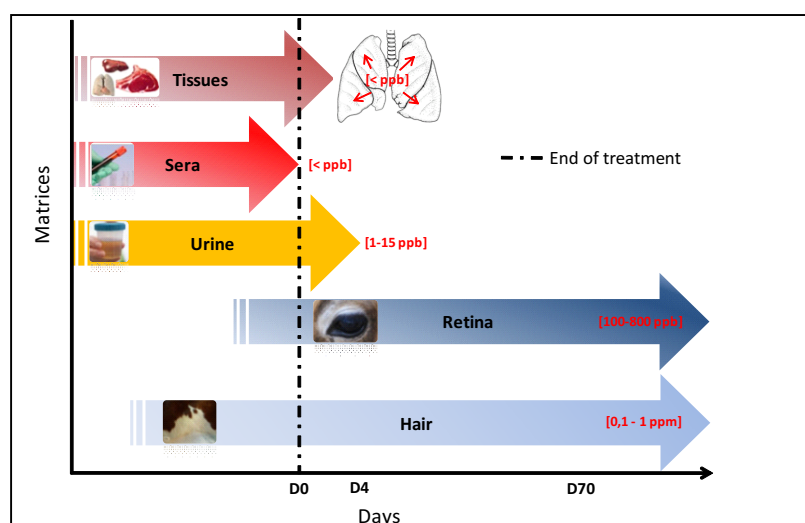 Tissues
[< ppb]
Sera
[< ppb]
End of treatment
Urine
[1-15 ppb]
Retina
[100-800 ppb]
Hair
[0,1 - 1 ppm]
Matrices
D0
D4
D70
Days